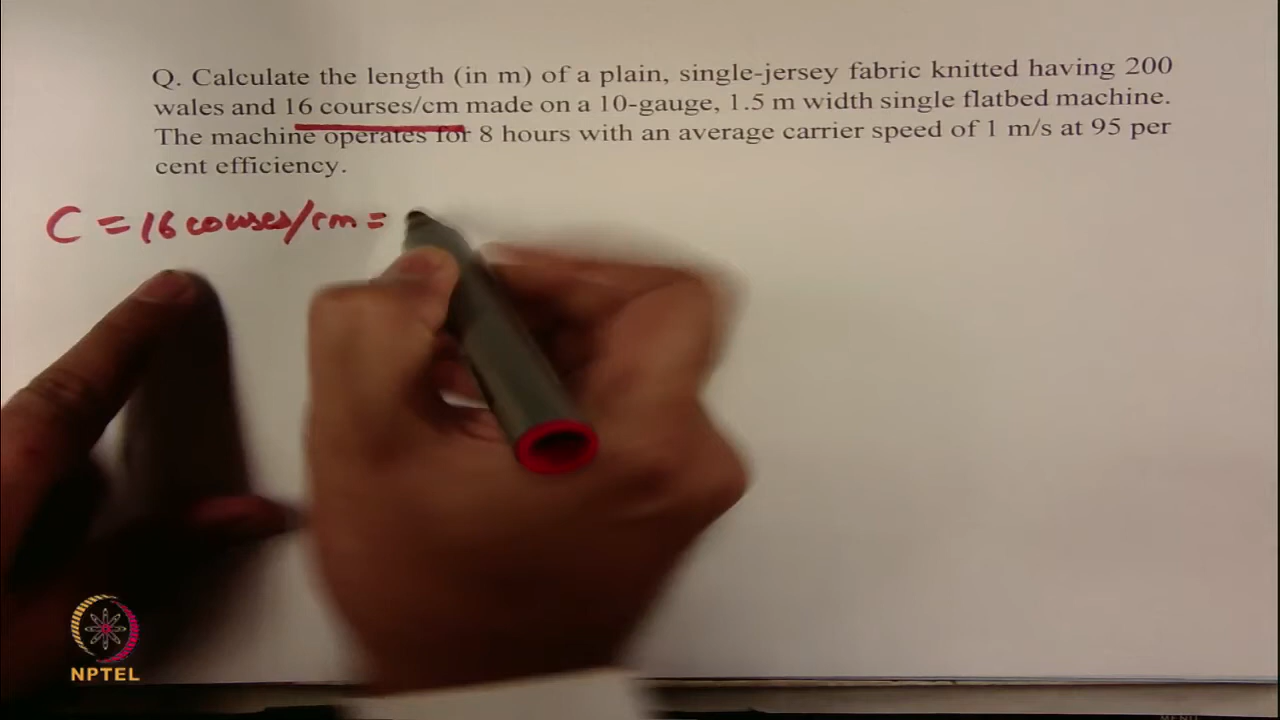 Q. Calculate the length (in m) of a plain, single-jersey fabric knitted having 200
wales and 16 courses/cm made on a 10-gauge, 1.5 m width single flatbed machine.
The machine operates for 8 hours with an average carrier speed of 1 m/s at 95 per
cent efficiency.
C = 16 couses/cm =
NPTEL